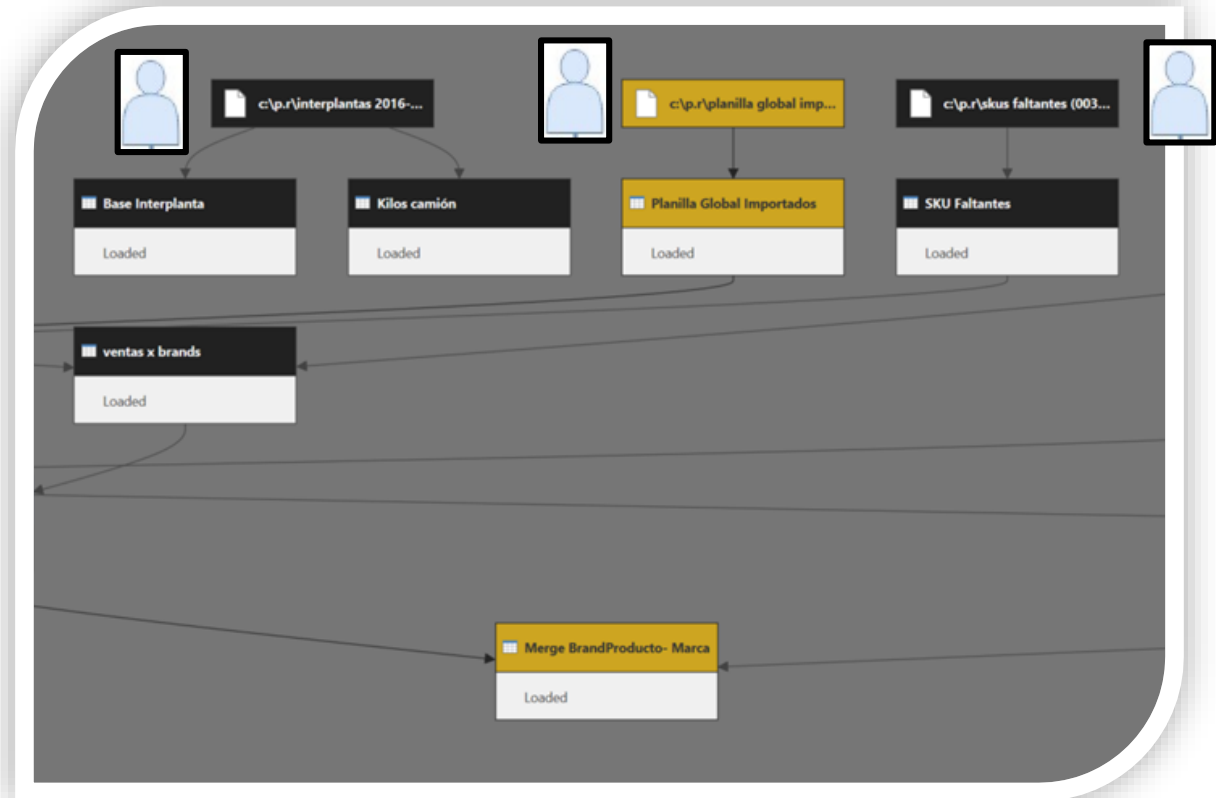 c:\p.r\interplantas 2016-...
c:\p.r\planilla global imp...
c:\p.r\skus faltantes (003...
Base Interplanta
Kilos camión
Planilla Global Importados
SKU Faltantes
Loaded
Loaded
Loaded
Loaded
ventas x brands
Loaded
Merge BrandProducto- Marca
Loaded